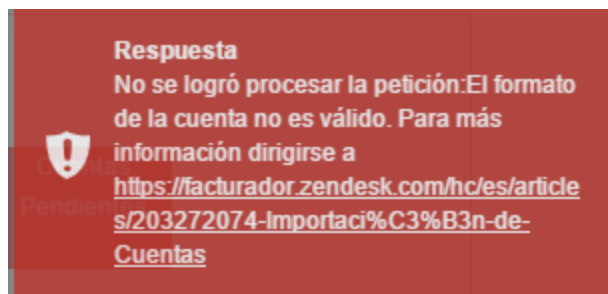 Respuesta
No se logró procesar la petición:El formato
de la cuenta no es válido. Para más
información dirigirse a
https://facturador.zendesk.com/hc/es/article
s/203272074-Importaci%C3%B3n-de-
Cuentas
Pendientes